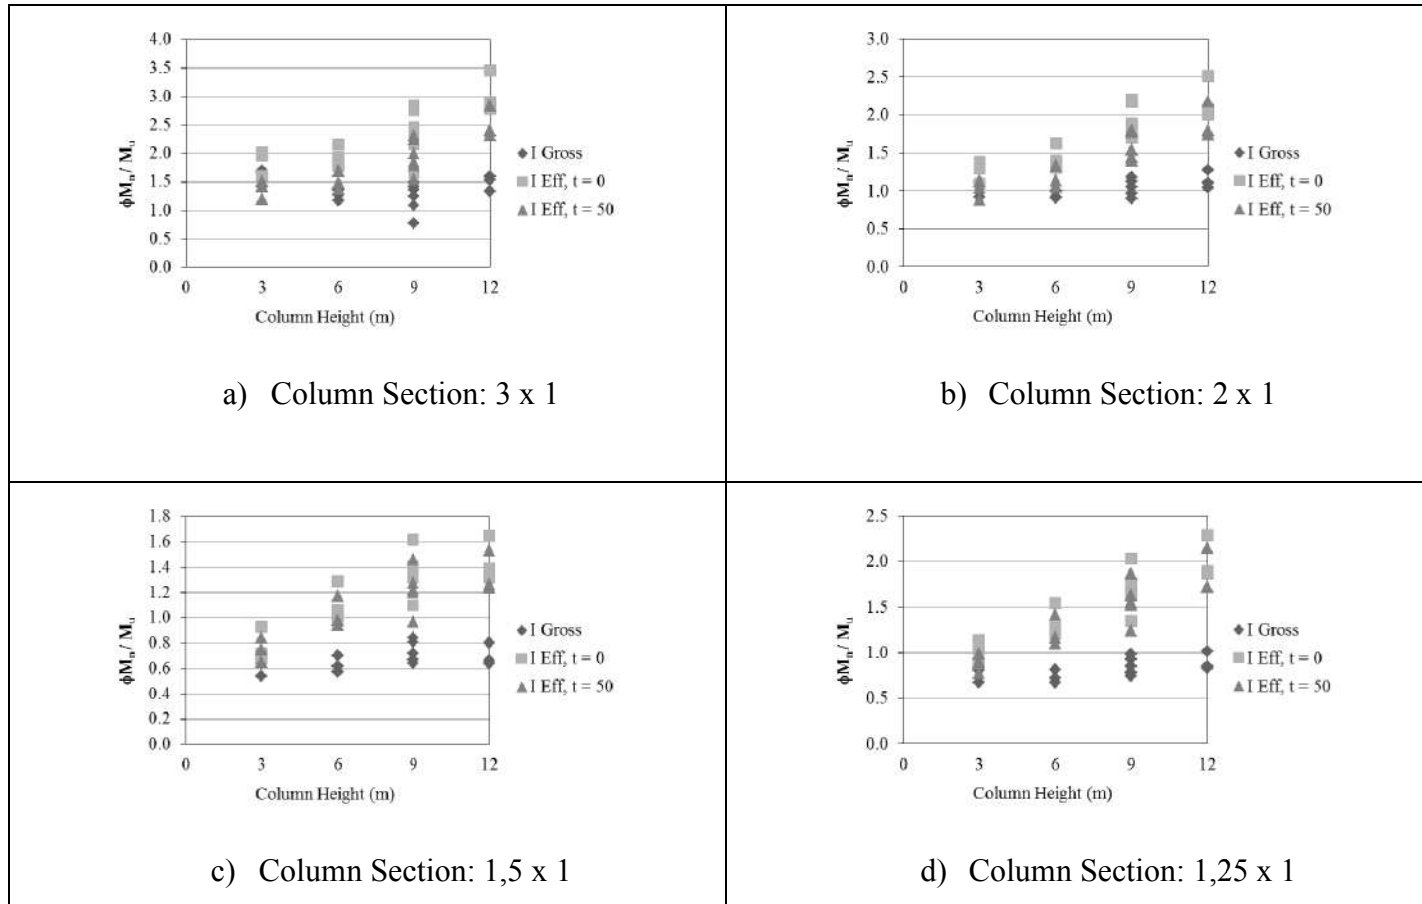 4.0
3.5
3.0
2.5
2.0
1.5
1.0
0.5
0.0
ϕMn/ Mu
0 3 6 9 12
Column Height (m)
I Gross
I Eff, t = 0
I Eff, t = 50
a) Column Section: 3 x 1
3.0
2.5
2.0
1.5
1.0
0.5
0.0
ϕMn/ Mu
0 3 6 9 12
Column Height (m)
I Gross
I Eff, t = 0
I Eff, t = 50
b) Column Section: 2 x 1
1.8
1.6
1.4
1.2
1.0
0.8
0.6
0.4
0.2
0.0
ϕMn/ Mu
0 3 6 9 12
Column Height (m)
I Gross
I Eff, t = 0
I Eff, t = 50
c) Column Section: 1,5 x 1
2.5
2.0
1.5
1.0
0.5
0.0
ϕMn/ Mu
0 3 6 9 12
Column Height (m)
I Gross
I Eff, t = 0
I Eff, t = 50
d) Column Section: 1,25 x 1